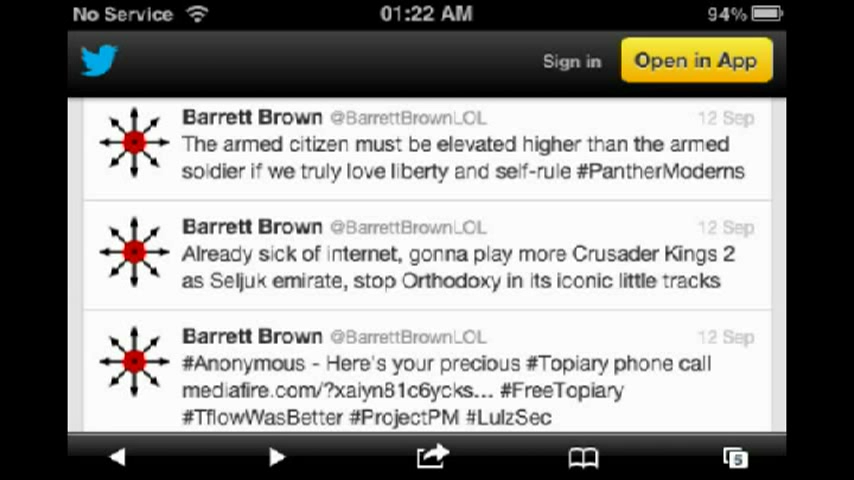 No Service 01:22 AM 94%
Sign in Open in App
Barrett Brown @BarrettBrownLOL 12 Sep
The armed citizen must be elevated higher than the armed
soldier if we truly love liberty and self-rule #PantherModerns
Barrett Brown @BarrettBrownLOL 12 Sep
Already sick of internet, gonna play more Crusader Kings 2
as Seljuk emirate, stop Orthodoxy in its iconic little tracks
Barrett Brown @BarrettBrownLOL 12 Sep
#Anonymous - Here's your precious #Topiary phone call
mediafire.com/?xaiyn81c6ycks... #FreeTopiary
#TflowWasBetter #ProjectPM #LulzSec
5